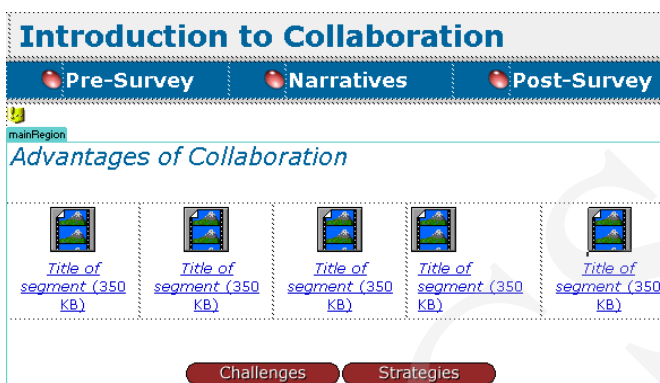 Introduction to Collaboration
Pre-Survey Narratives Post-Survey
mainRegion
Advantages of Collaboration
Title of Title of Title of Title of Title of
segment (350 segment (350 segment (350 segment (350 segment (350
KB) KB) KB) KB) KB)
Challenges Strategies